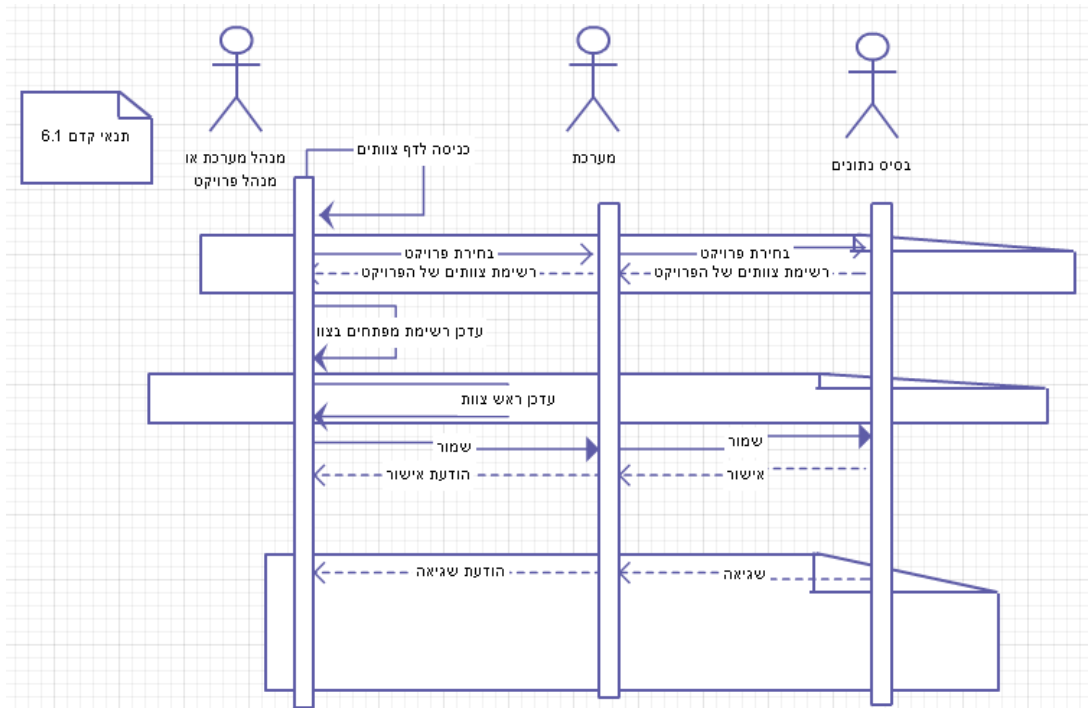 תנאי קדם 6.1
מנהל מערכת או
מנהל פרויקט
מערכת
בסיס נתונים
כניסה לדף צוותים
בחירת פרויקט
בחירת פרויקט
רשימת צוותים של הפרויקט
רשימת צוותים של הפרויקט
עדכן רשימת מפתחים בצוו
עדכן ראש צוות
שמור
שמור
הודעת אישור
אישור
הודעת שגיאה
שגיאה